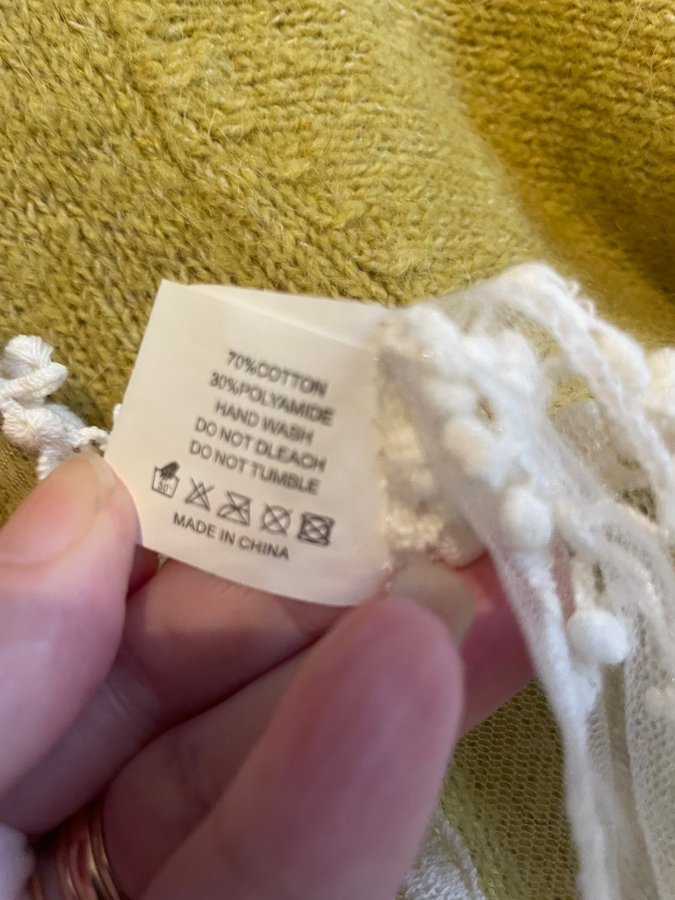 70%COTTON
30%POLYAMIDE
HAND WASH
DO NOT DLEACH
DO NOT TUMBLE
30°
MADE IN CHINA